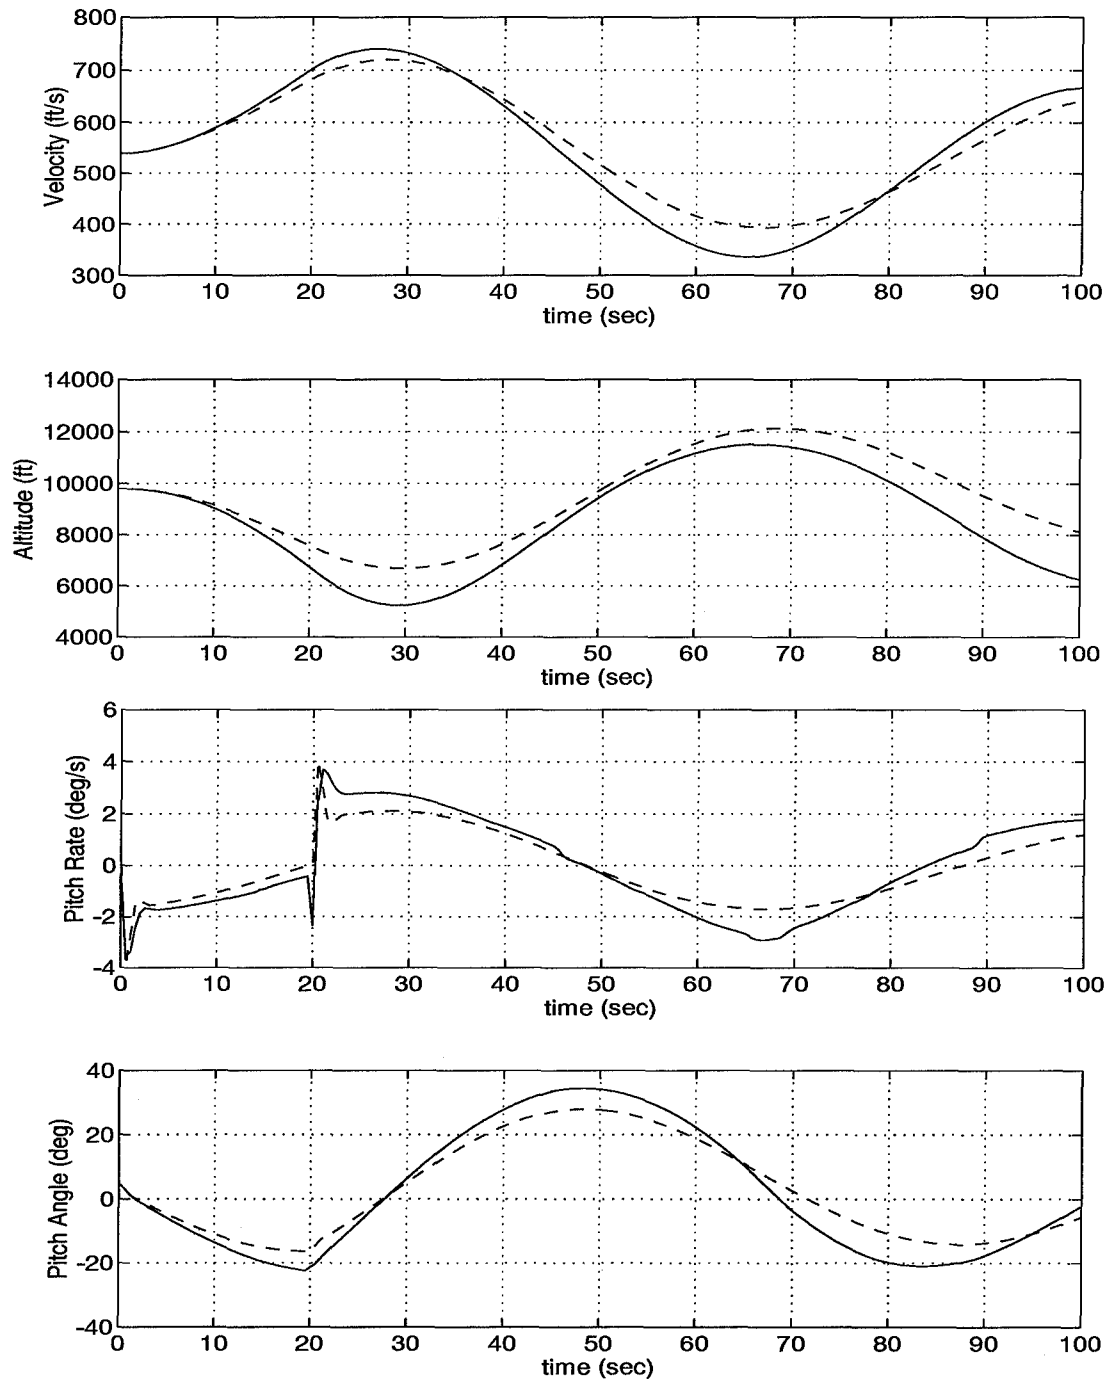 800
700
600
500
400
300
Velocity (ft/s)
0 10 20 30 40 50 60 70 80 90 100
time (sec)
14000
12000
10000
8000
6000
4000
Altitude (ft)
0 10 20 30 40 50 60 70 80 90 100
time (sec)
6
4
2
0
-2
-4
Pitch Rate (deg/s)
0 10 20 30 40 50 60 70 80 90 100
time (sec)
40
20
0
-20
-40
Pitch Angle (deg)
0 10 20 30 40 50 60 70 80 90 100
time (sec)